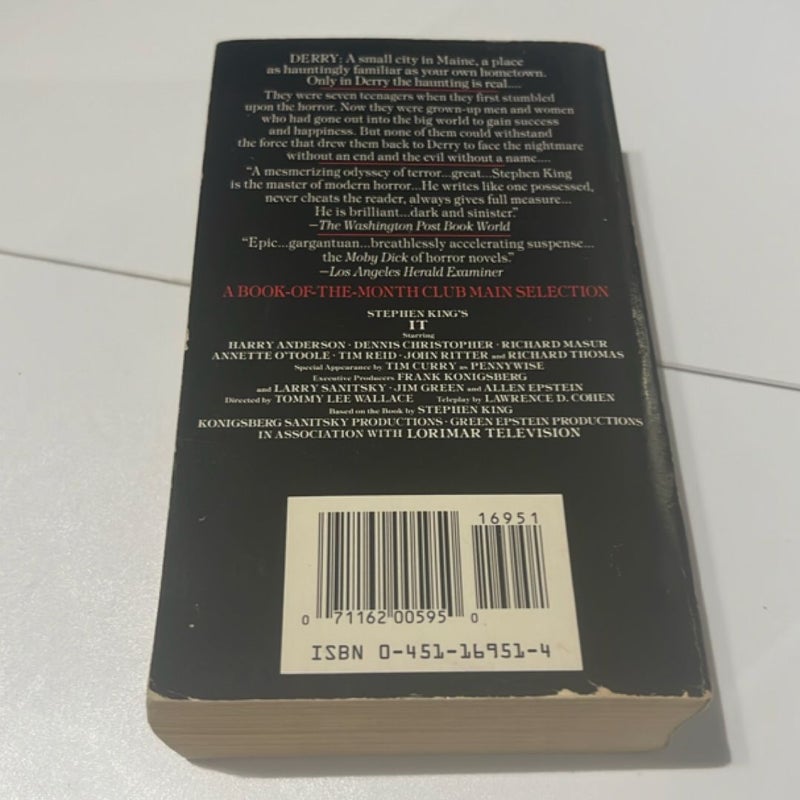 DERRY: A small city in Maine, a place
as hauntingly familiar as your own hometown.
Only in Derry the haunting is real....
They were seven teenagers when they first stumbled
upon the horror. Now they were grown-up men and women
who had gone out into the big world to gain success
and happiness. But none of them could withstand
the force that drew them back to Derry to face the nightmare
without an end and the evil without a name....
"A mesmerizing odyssey of terror...great...Stephen King
is the master of modern horror...He writes like one possessed,
never cheats the reader, always gives full measure...
He is brilliant...dark and sinister."
—The Washington Post Book World
"Epic...gargantuan...breathlessly accelerating suspense...
the Moby Dick of horror novels."
—Los Angeles Herald Examiner
A BOOK-OF-THE-MONTH CLUB MAIN SELECTION
STEPHEN KING'S
IT
Starring
HARRY ANDERSON · DENNIS CHRISTOPHER · RICHARD MASUR
ANNETTE O'TOOLE · TIM REID · JOHN RITTER and RICHARD THOMAS
Special Appearance by TIM CURRY as PENNYWISE
Executive Producers FRANK KONIGSBERG
and LARRY SANITSKY · JIM GREEN and ALLEN EPSTEIN
Directed by TOMMY LEE WALLACE Teleplay by LAWRENCE D. COHEN
Based on the Book by STEPHEN KING
KONIGSBERG SANITSKY PRODUCTIONS · GREEN EPSTEIN PRODUCTIONS
IN ASSOCIATION WITH LORIMAR TELEVISION
16951
0 71162 00595 0
ISBN 0-451-16951-4